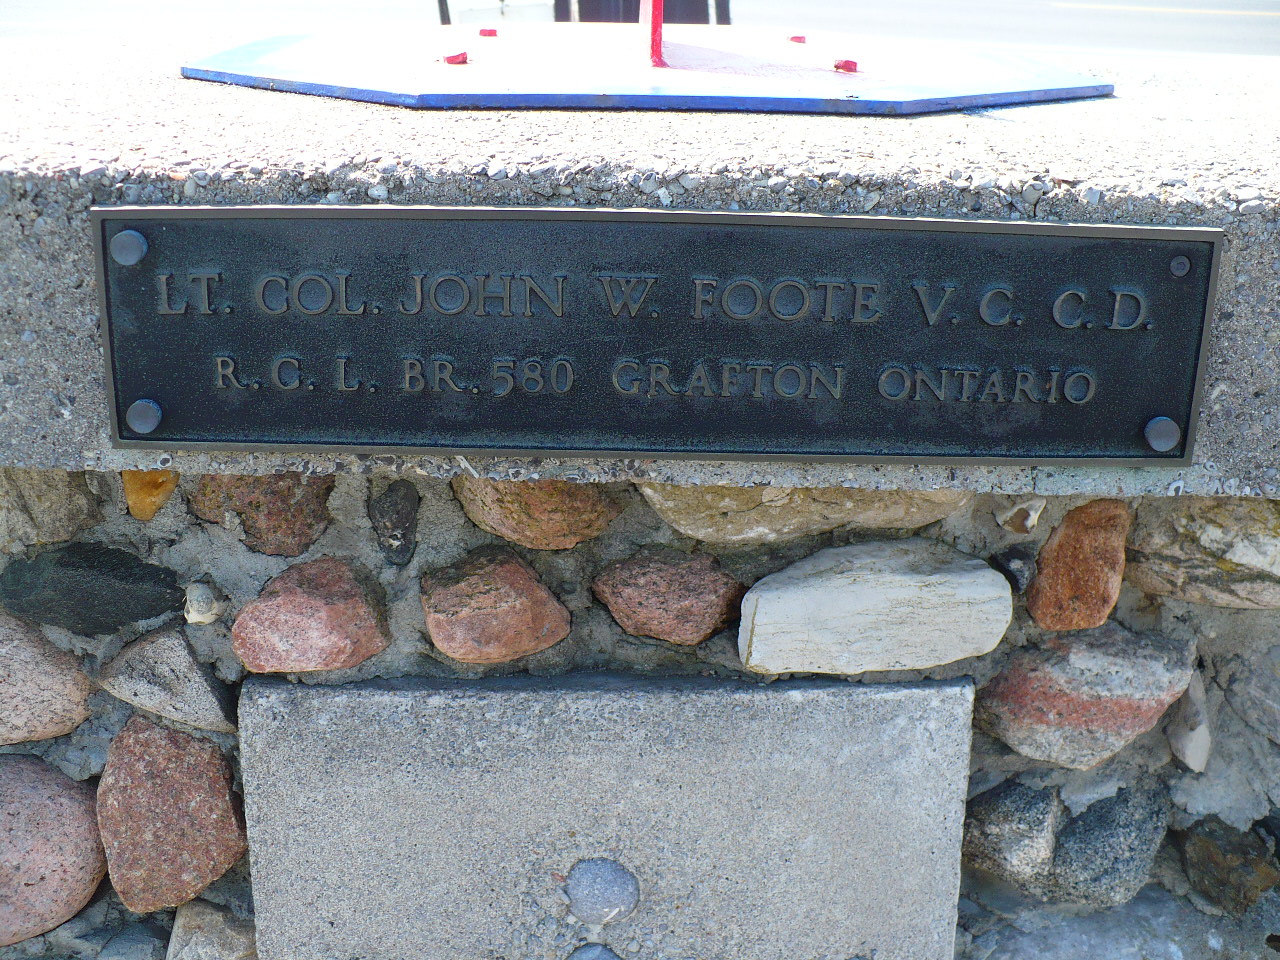 LT. COL. JOHN W. FOOTE V. C. C. D.
R. C. L. BR. 580 GRAFTON ONTARIO